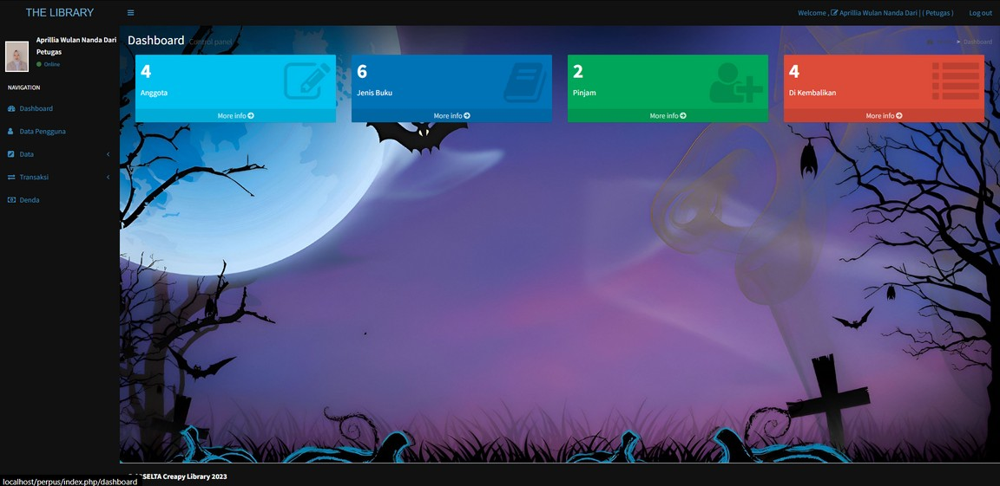 THE LIBRARY
Welcome , Aprillia Wulan Nanda Dari | ( Petugas )
Log out
Aprillia Wulan Nanda Dari
Petugas
Online
NAVIGATION
Dashboard
Data Pengguna
Data
Transaksi
Denda
Dashboard Control panel
> Dashboard
4
Anggota
More info
6
Jenis Buku
More info
2
Pinjam
More info
4
Di Kembalikan
More info
SELTA Creapy Library 2023
localhost/perpus/index.php/dashboard